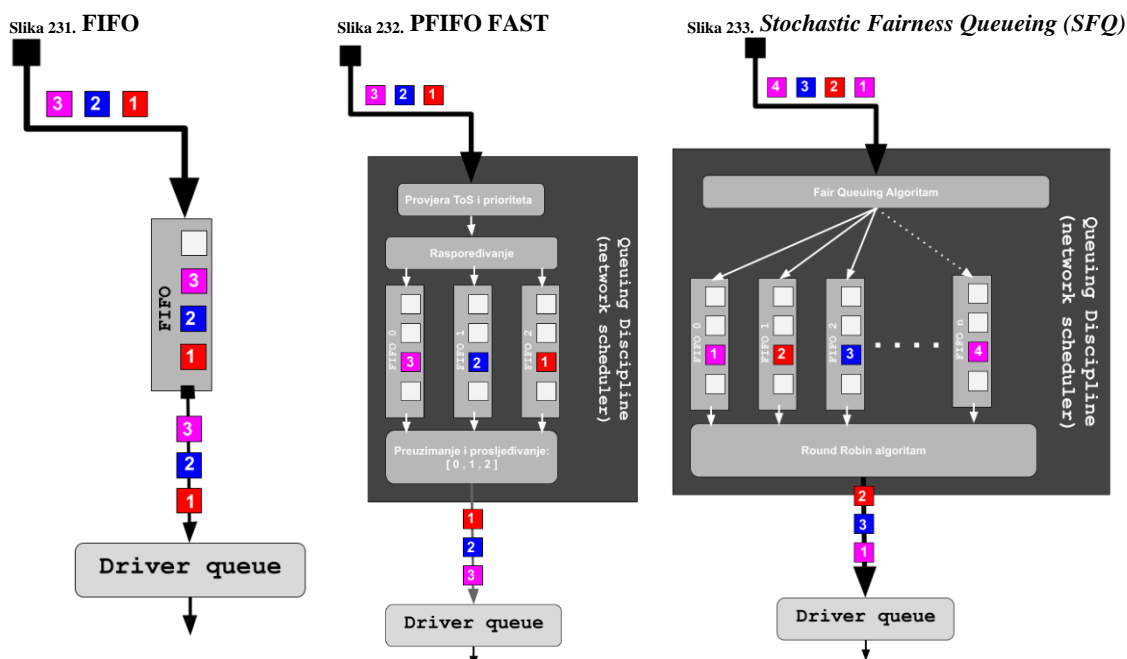 Slika 231. FIFO
3 2 1
FIFO
3
2
1
3
2
1
Driver queue
Slika 232. PFIFO FAST
3 2 1
Provjera ToS i prioriteta
Raspoređivanje
FIFO 0
3
FIFO 1
2
FIFO 2
1
Preuzimanje i prosljeđivanje:
[ 0 , 1 , 2 ]
Queuing Discipline
(network scheduler)
1
2
3
Driver queue
Slika 233. Stochastic Fairness Queueing (SFQ)
4 3 2 1
Fair Queuing Algoritam
FIFO 0
1
FIFO 1
2
FIFO 2
3
. . . .
FIFO n
4
Round Robin algoritam
Queuing Discipline
(network scheduler)
2
3
1
Driver queue